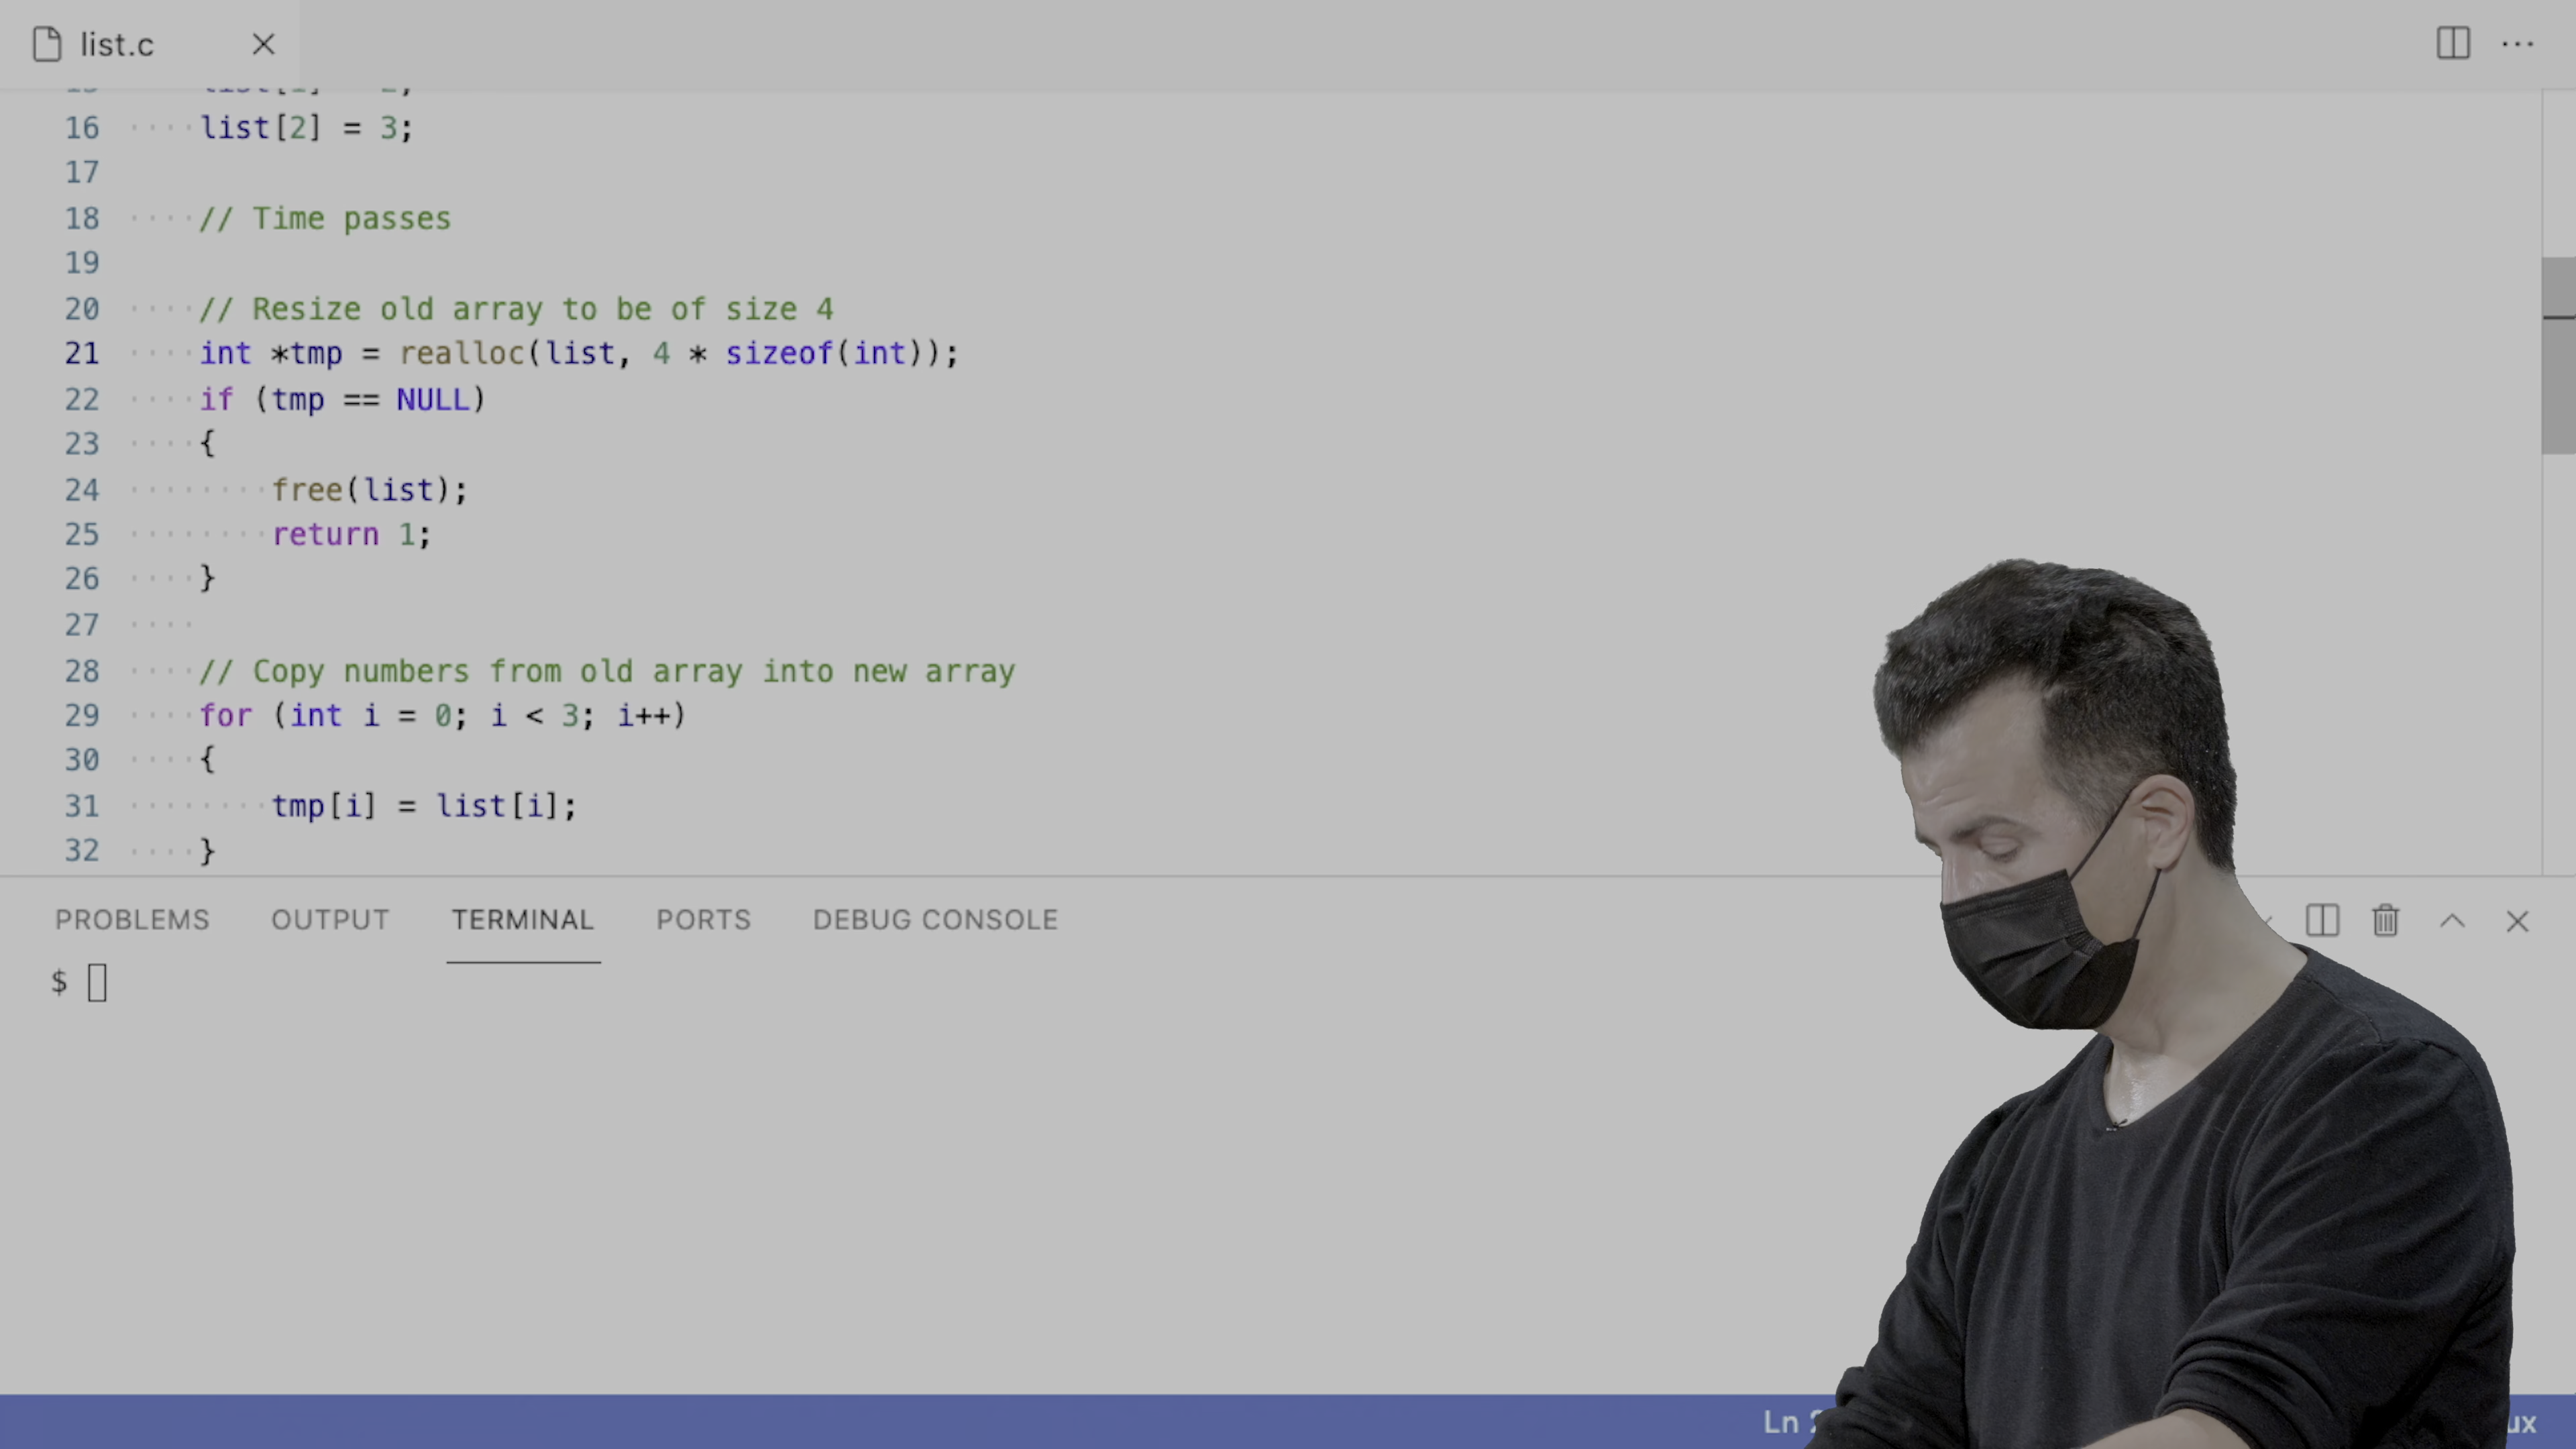 list.c
16 list[2] = 3;
17
18 // Time passes
19
20 // Resize old array to be of size 4
21 int *tmp = realloc(list, 4 * sizeof(int));
22 if (tmp == NULL)
23 {
24 free(list);
25 return 1;
26 }
27
28 // Copy numbers from old array into new array
29 for (int i = 0; i < 3; i++)
30 {
31 tmp[i] = list[i];
32 }
PROBLEMS OUTPUT TERMINAL PORTS DEBUG CONSOLE
$
Ln